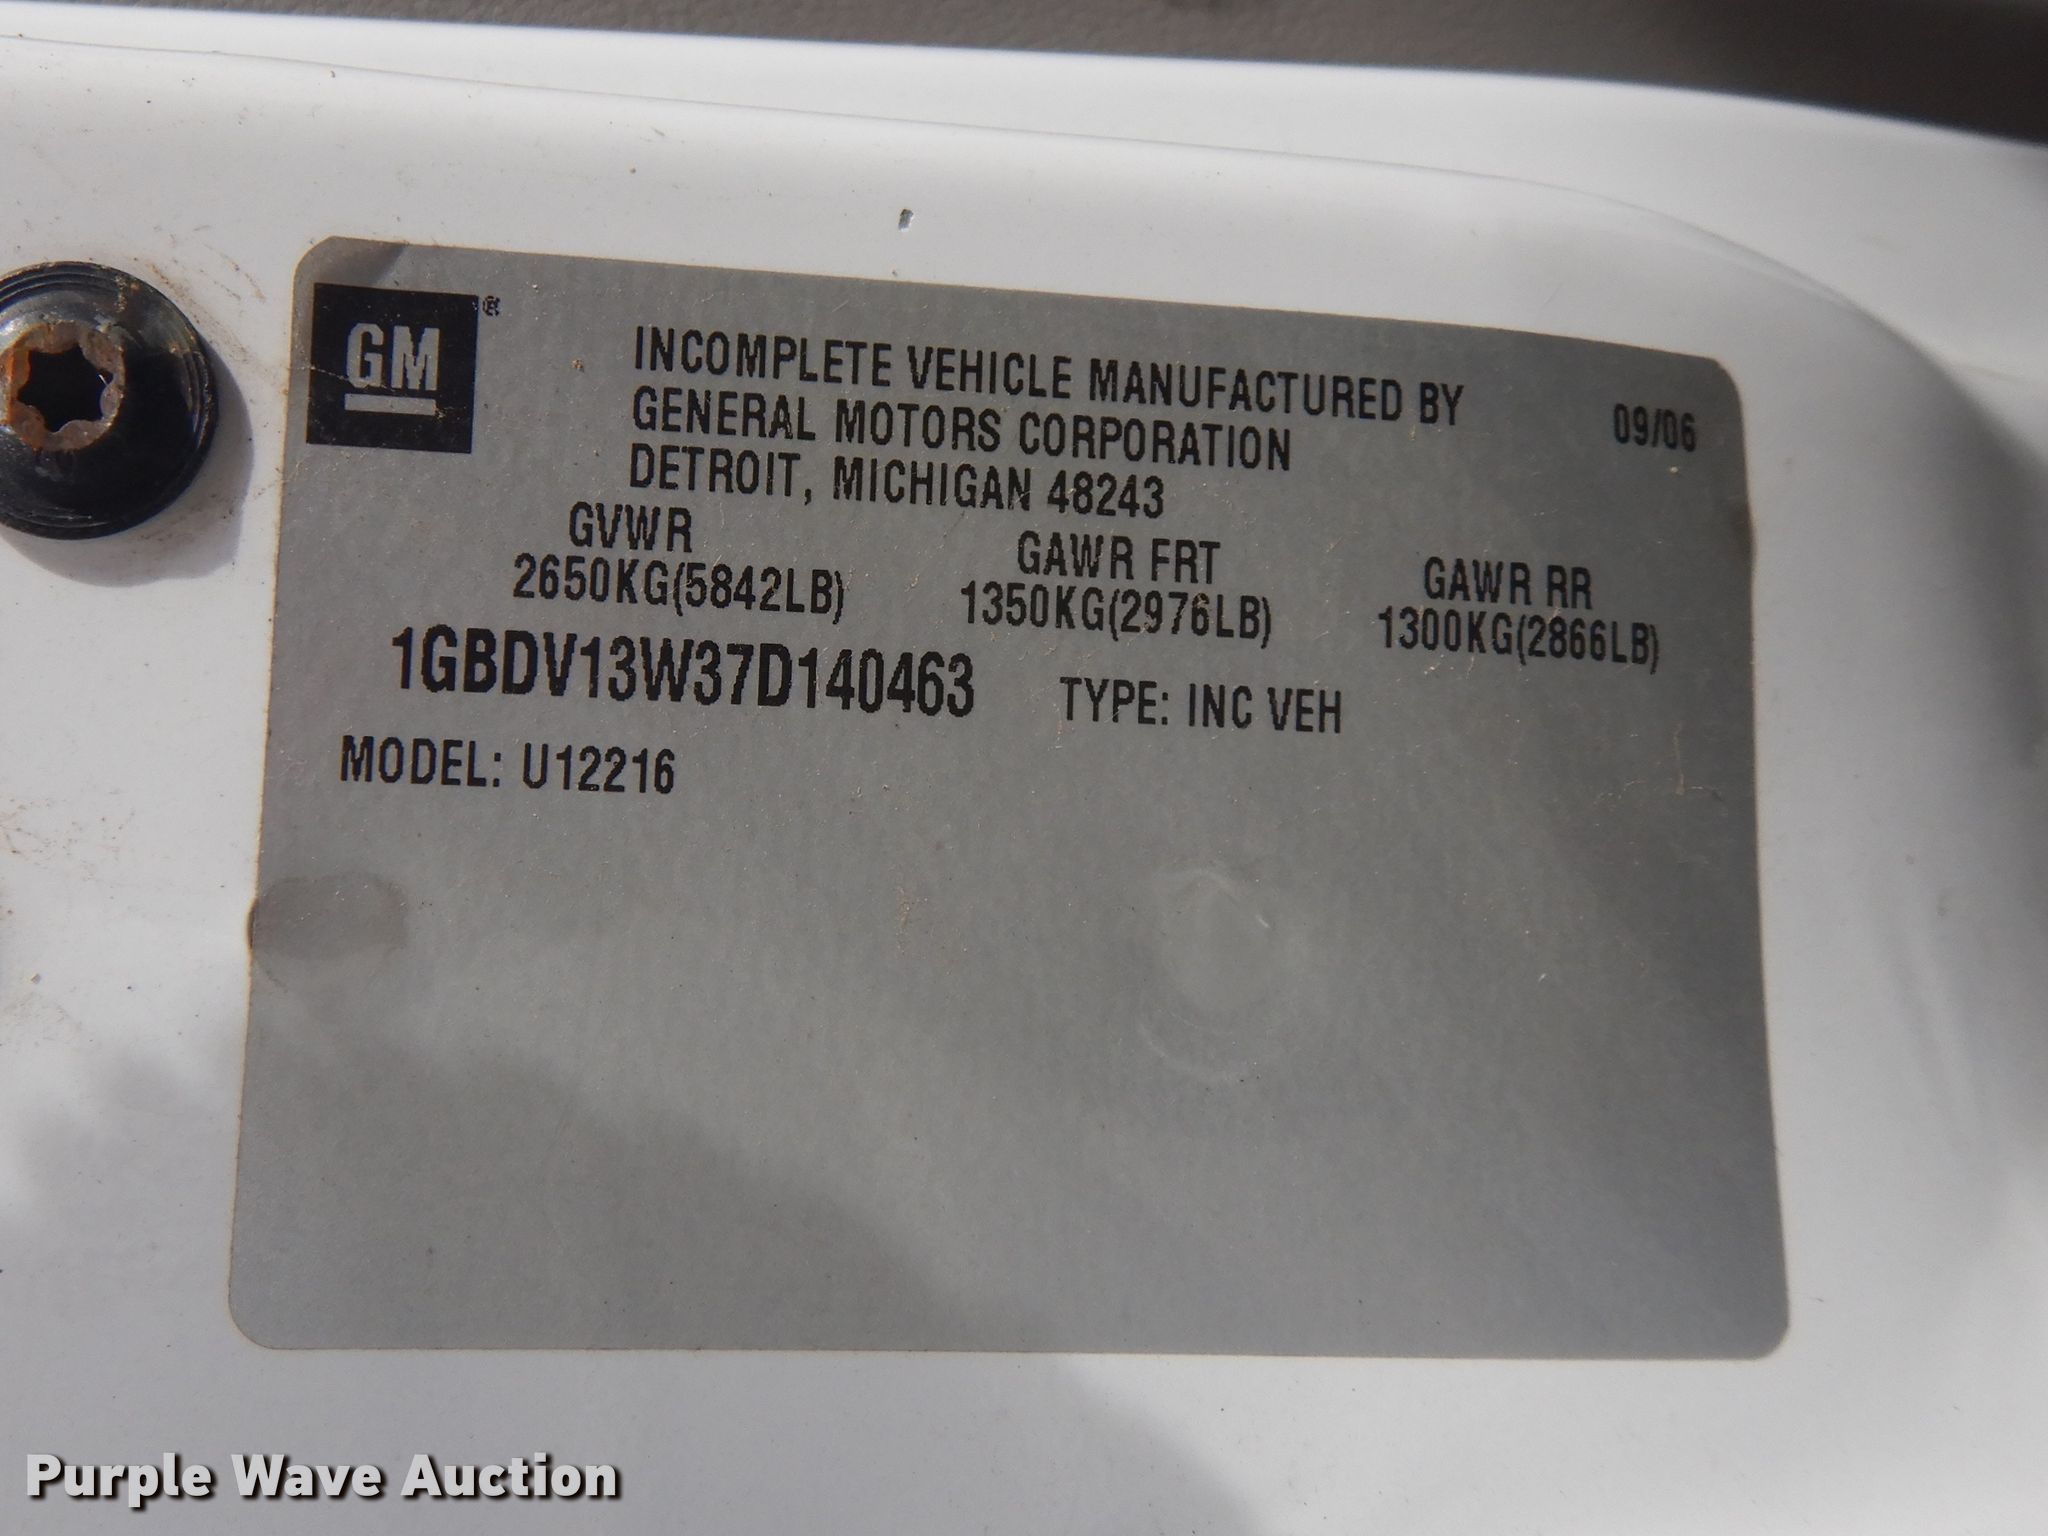 GM®
INCOMPLETE VEHICLE MANUFACTURED BY
GENERAL MOTORS CORPORATION
DETROIT, MICHIGAN 48243
09/06
GVWR
2650KG(5842LB)
GAWR FRT
1350KG(2976LB)
GAWR RR
1300KG(2866LB)
1GBDV13W37D140463
TYPE: INC VEH
MODEL: U12216
Purple Wave Auction